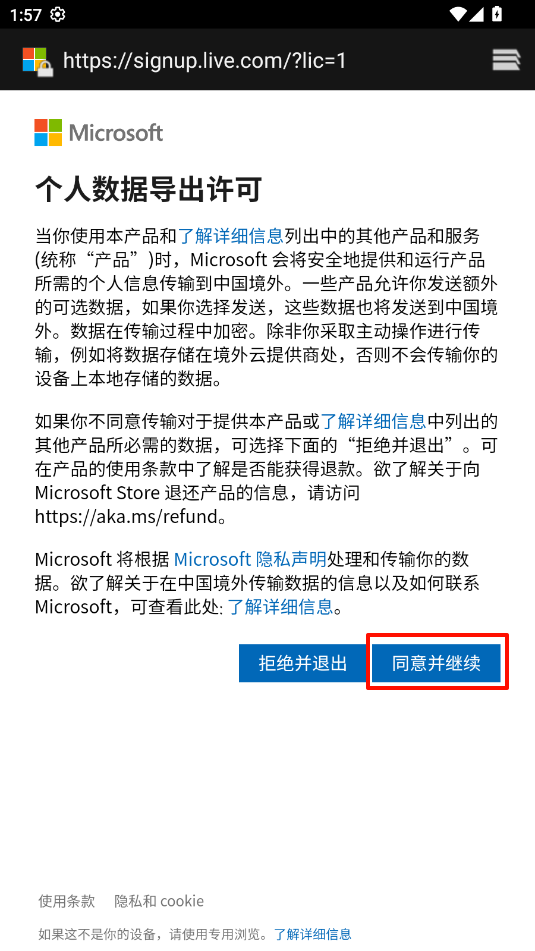 1:57
https://signup.live.com/?lic=1
Microsoft
个人数据导出许可
当你使用本产品和了解详细信息列出中的其他产品和服务
(统称“产品”)时，Microsoft 会将安全地提供和运行产品
所需的个人信息传输到中国境外。一些产品允许你发送额外
的可选数据，如果你选择发送，这些数据也将发送到中国境
外。数据在传输过程中加密。除非你采取主动操作进行传
输，例如将数据存储在境外云提供商处，否则不会传输你的
设备上本地存储的数据。
如果你不同意传输对于提供本产品或了解详细信息中列出的
其他产品所必需的数据，可选择下面的“拒绝并退出”。可
在产品的使用条款中了解是否能获得退款。欲了解关于向
Microsoft Store 退还产品的信息，请访问
https://aka.ms/refund。
Microsoft 将根据 Microsoft 隐私声明处理和传输你的数
据。欲了解关于在中国境外传输数据的信息以及如何联系
Microsoft，可查看此处: 了解详细信息。
拒绝并退出 同意并继续
使用条款 隐私和 cookie
如果这不是你的设备，请使用专用浏览。了解详细信息